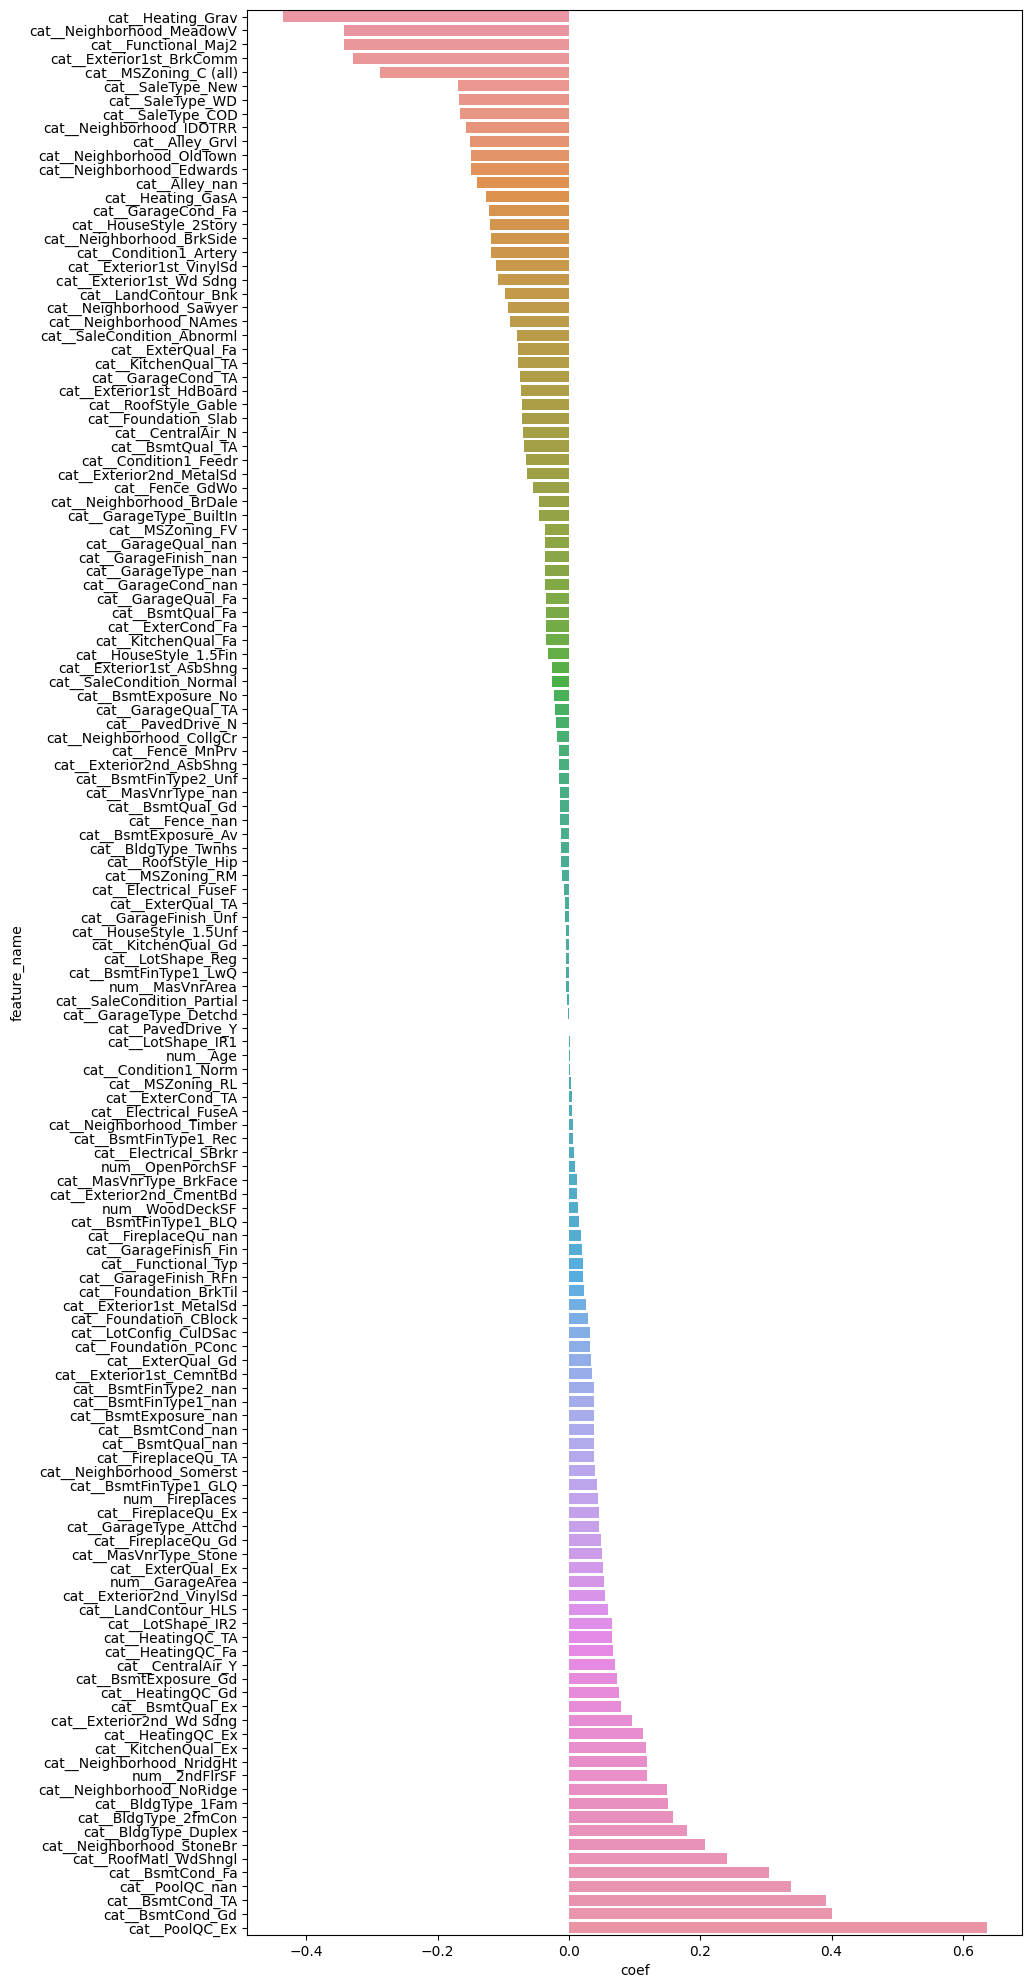 cat__Heating_Grav
cat__Neighborhood_MeadowV
cat__Functional_Maj2
cat__Exterior1st_BrkComm
cat__MSZoning_C (all)
cat__SaleType_New
cat__SaleType_WD
cat__SaleType_COD
cat__Neighborhood_IDOTRR
cat__Alley_Grvl
cat__Neighborhood_OldTown
cat__Neighborhood_Edwards
cat__Alley_nan
cat__Heating_GasA
cat__GarageCond_Fa
cat__HouseStyle_2Story
cat__Neighborhood_BrkSide
cat__Condition1_Artery
cat__Exterior1st_VinylSd
cat__Exterior1st_Wd Sdng
cat__LandContour_Bnk
cat__Neighborhood_Sawyer
cat__Neighborhood_NAmes
cat__SaleCondition_Abnorml
cat__ExterQual_Fa
cat__KitchenQual_TA
cat__GarageCond_TA
cat__Exterior1st_HdBoard
cat__RoofStyle_Gable
cat__Foundation_Slab
cat__CentralAir_N
cat__BsmtQual_TA
cat__Condition1_Feedr
cat__Exterior2nd_MetalSd
cat__Fence_GdWo
cat__Neighborhood_BrDale
cat__GarageType_BuiltIn
cat__MSZoning_FV
cat__GarageQual_nan
cat__GarageFinish_nan
cat__GarageType_nan
cat__GarageCond_nan
cat__GarageQual_Fa
cat__BsmtQual_Fa
cat__ExterCond_Fa
cat__KitchenQual_Fa
cat__HouseStyle_1.5Fin
cat__Exterior1st_AsbShng
cat__SaleCondition_Normal
cat__BsmtExposure_No
cat__GarageQual_TA
cat__PavedDrive_N
cat__Neighborhood_CollgCr
cat__Fence_MnPrv
cat__Exterior2nd_AsbShng
cat__BsmtFinType2_Unf
cat__MasVnrType_nan
cat__BsmtQual_Gd
cat__Fence_nan
cat__BsmtExposure_Av
cat__BldgType_Twnhs
cat__RoofStyle_Hip
cat__MSZoning_RM
cat__Electrical_FuseF
cat__ExterQual_TA
cat__GarageFinish_Unf
cat__HouseStyle_1.5Unf
cat__KitchenQual_Gd
cat__LotShape_Reg
cat__BsmtFinType1_LwQ
num__MasVnrArea
cat__SaleCondition_Partial
cat__GarageType_Detchd
cat__PavedDrive_Y
cat__LotShape_IR1
num__Age
cat__Condition1_Norm
cat__MSZoning_RL
cat__ExterCond_TA
cat__Electrical_FuseA
cat__Neighborhood_Timber
cat__BsmtFinType1_Rec
cat__Electrical_SBrkr
num__OpenPorchSF
cat__MasVnrType_BrkFace
cat__Exterior2nd_CmentBd
num__WoodDeckSF
cat__BsmtFinType1_BLQ
cat__FireplaceQu_nan
cat__GarageFinish_Fin
cat__Functional_Typ
cat__GarageFinish_RFn
cat__Foundation_BrkTil
cat__Exterior1st_MetalSd
cat__Foundation_CBlock
cat__LotConfig_CulDSac
cat__Foundation_PConc
cat__ExterQual_Gd
cat__Exterior1st_CemntBd
cat__BsmtFinType2_nan
cat__BsmtFinType1_nan
cat__BsmtExposure_nan
cat__BsmtCond_nan
cat__BsmtQual_nan
cat__FireplaceQu_TA
cat__Neighborhood_Somerst
cat__BsmtFinType1_GLQ
num__Fireplaces
cat__FireplaceQu_Ex
cat__GarageType_Attchd
cat__FireplaceQu_Gd
cat__MasVnrType_Stone
cat__ExterQual_Ex
num__GarageArea
cat__Exterior2nd_VinylSd
cat__LandContour_HLS
cat__LotShape_IR2
cat__HeatingQC_TA
cat__HeatingQC_Fa
cat__CentralAir_Y
cat__BsmtExposure_Gd
cat__HeatingQC_Gd
cat__BsmtQual_Ex
cat__Exterior2nd_Wd Sdng
cat__HeatingQC_Ex
cat__KitchenQual_Ex
cat__Neighborhood_NridgHt
num__2ndFlrSF
cat__Neighborhood_NoRidge
cat__BldgType_1Fam
cat__BldgType_2fmCon
cat__BldgType_Duplex
cat__Neighborhood_StoneBr
cat__RoofMatl_WdShngl
cat__BsmtCond_Fa
cat__PoolQC_nan
cat__BsmtCond_TA
cat__BsmtCond_Gd
cat__PoolQC_Ex
feature_name
−0.4 −0.2 0.0 0.2 0.4 0.6
coef